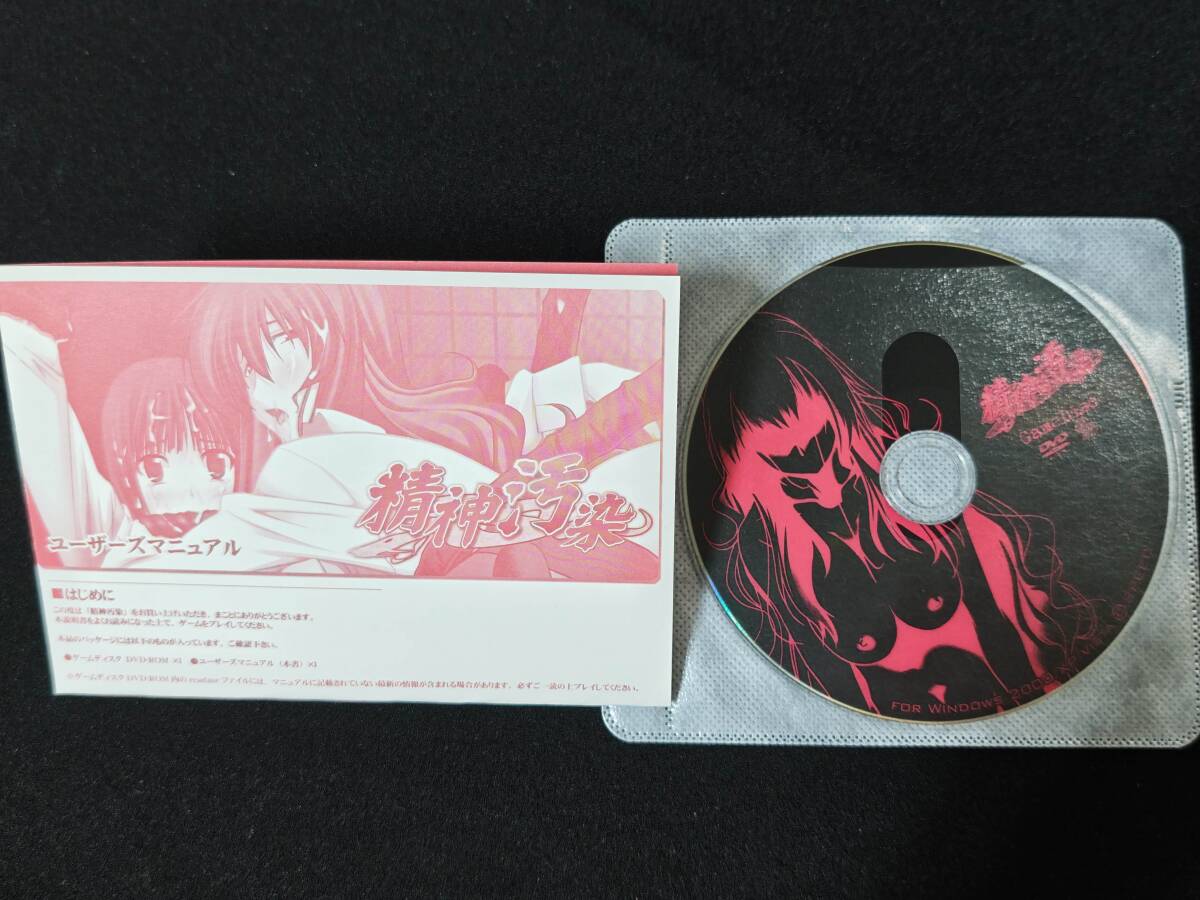 精神汚染
ユーザーズマニュアル
■はじめに
この度は「精神汚染」をお買い上げいただき、まことにありがとうございます。
本説明書をよくお読みになった上で、ゲームをプレイしてください。
本品のパッケージには以下のものが入っています。ご確認下さい。
●ゲームディスク DVD-ROM ×1 ●ユーザーズマニュアル（本書）×1
※ゲームディスク DVD-ROM 内の readme ファイルには、マニュアルに記載されていない最新の情報が含まれる場合があります。必ずご一読の上プレイしてください。
精神汚染
DVD
FOR WINDOWS 2000 XP VISTA